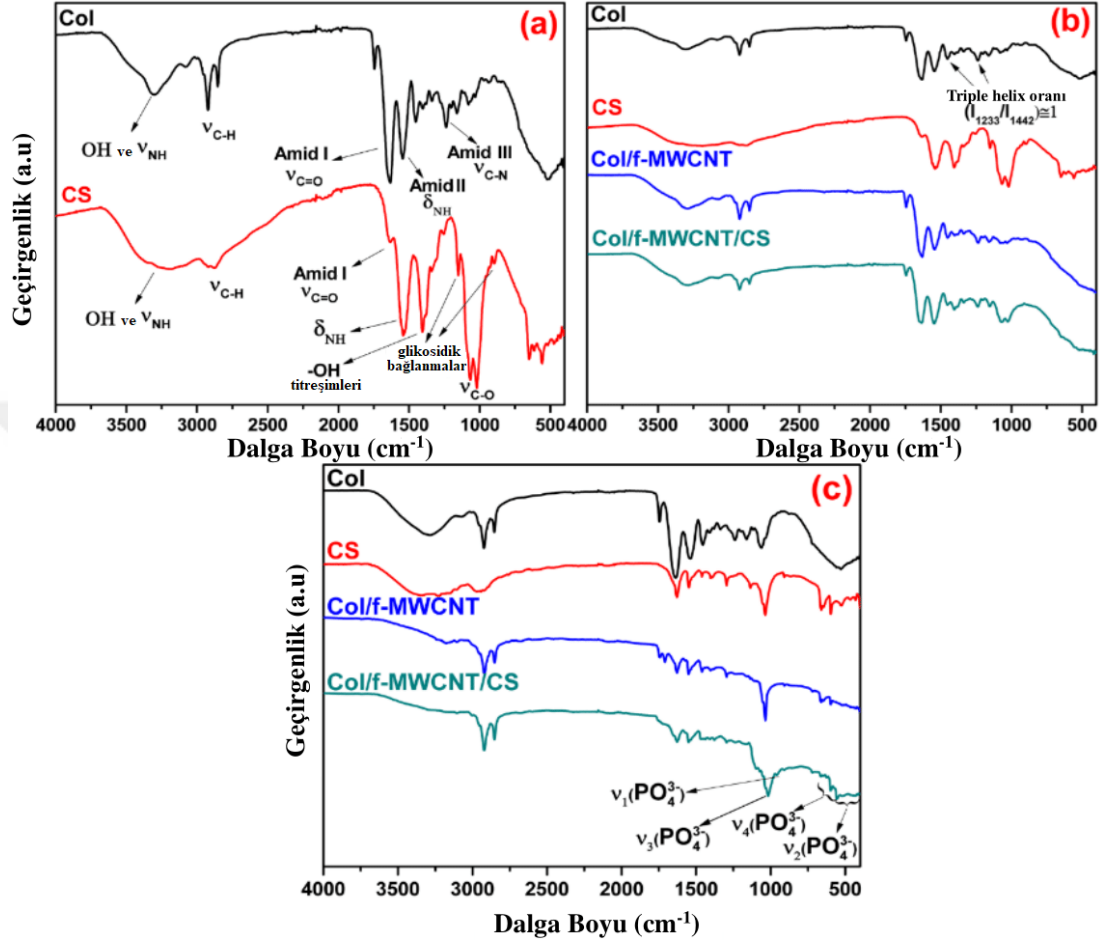 Col
(a)
OH ve νNH
νC-H
Amid I
νC=O
Amid II
δNH
Amid III
νC-N
CS
OH ve νNH
νC-H
Amid I
νC=O
δNH
-OH
titreşimleri
glikosidik
bağlanmalar
νC-O
Geçirgenlik (a.u)
4000 3500 3000 2500 2000 1500 1000 500
Dalga Boyu (cm-1)
Col
(b)
Triple helix oranı
(I1233/I1442)≅1
CS
Col/f-MWCNT
Col/f-MWCNT/CS
4000 3500 3000 2500 2000 1500 1000 500
Dalga Boyu (cm-1)
Col
(c)
CS
Col/f-MWCNT
Col/f-MWCNT/CS
ν1(PO43-)
ν3(PO43-)
ν4(PO43-)
ν2(PO43-)
Geçirgenlik (a.u)
4000 3500 3000 2500 2000 1500 1000 500
Dalga Boyu (cm-1)